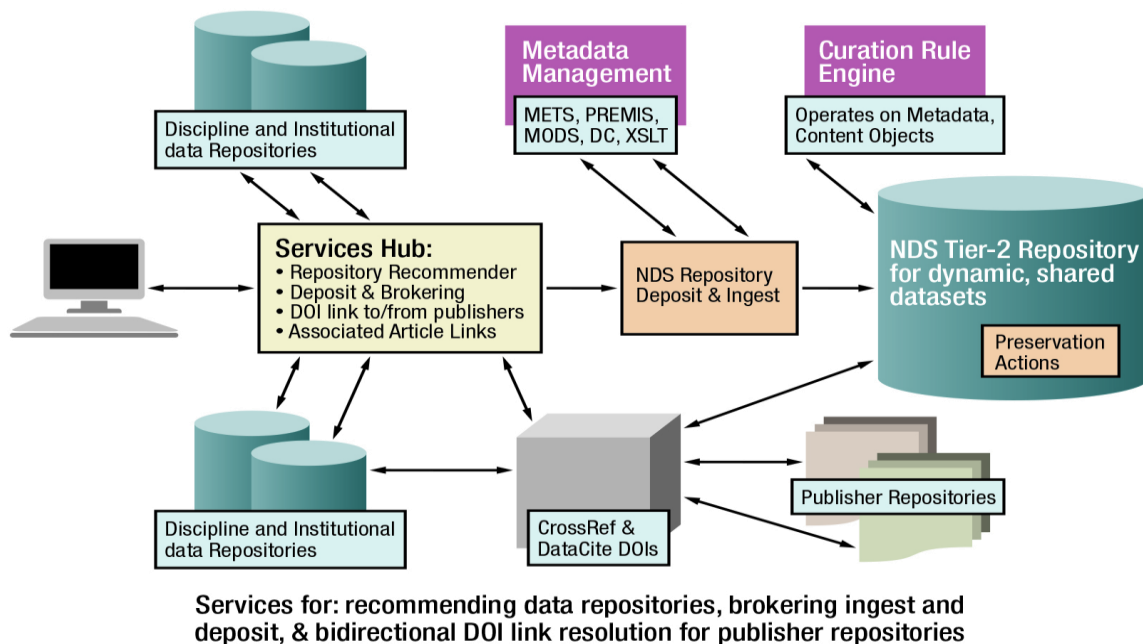 Metadata
Management
METS, PREMIS,
MODS, DC, XSLT
Curation Rule
Engine
Operates on Metadata,
Content Objects
Discipline and Institutional
data Repositories
Services Hub:
• Repository Recommender
• Deposit & Brokering
• DOI link to/from publishers
• Associated Article Links
NDS Repository
Deposit & Ingest
NDS Tier-2 Repository
for dynamic, shared
datasets
Preservation
Actions
Discipline and Institutional
data Repositories
CrossRef &
DataCite DOIs
Publisher Repositories
Services for: recommending data repositories, brokering ingest and
deposit, & bidirectional DOI link resolution for publisher repositories